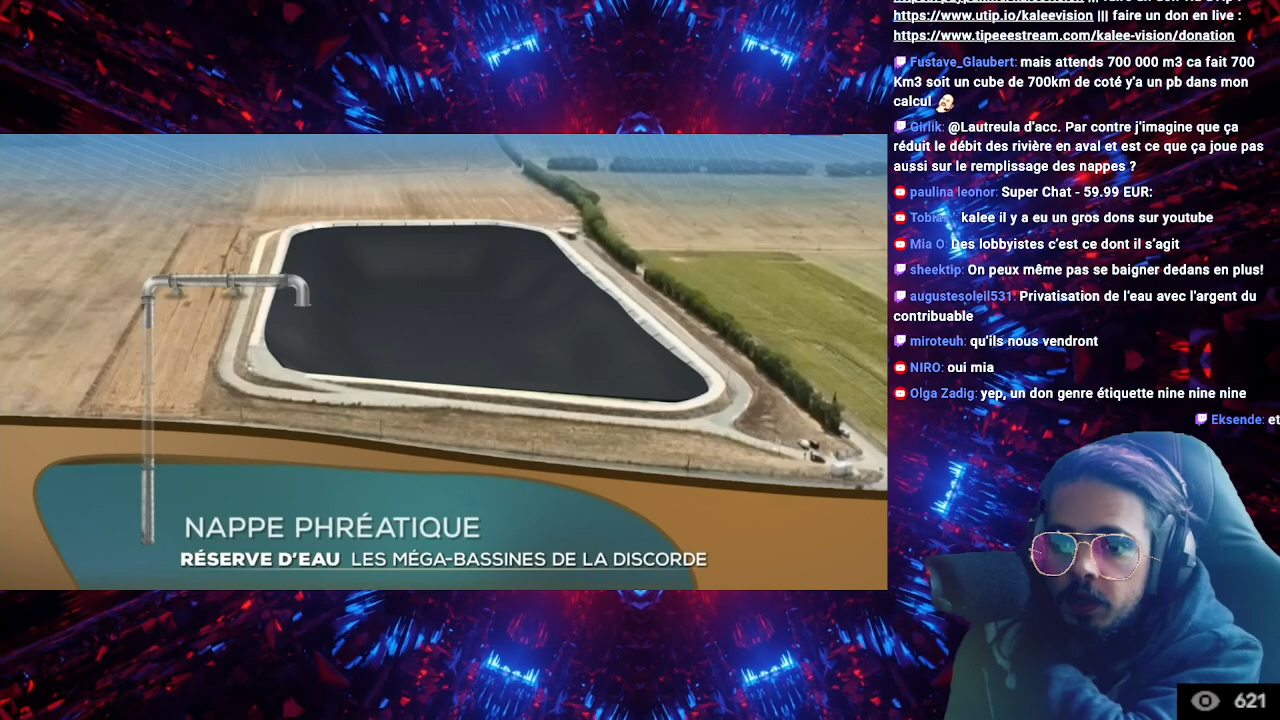 https://www.utip.io/kaleevision ||| faire un don en live :
https://www.tipeeestream.com/kalee-vision/donation
Fustave_Glaubert: mais attends 700 000 m3 ca fait 700
Km3 soit un cube de 700km de coté y'a un pb dans mon
calcul
Girlik: @Lautreula d'acc. Par contre j'imagine que ça
réduit le débit des rivière en aval et est ce que ça joue pas
aussi sur le remplissage des nappes ?
paulina leonor: Super Chat - 59.99 EUR:
kalee il y a eu un gros dons sur youtube
Mia O: Des lobbyistes c'est ce dont il s'agit
sheektip: On peux même pas se baigner dedans en plus!
augustesoleil531: Privatisation de l'eau avec l'argent du
contribuable
miroteuh: qu'ils nous vendront
NIRO: oui mia
Olga Zadig: yep, un don genre étiquette nine nine nine
Eksende: et
NAPPE PHRÉATIQUE
RÉSERVE D'EAU LES MÉGA-BASSINES DE LA DISCORDE
621